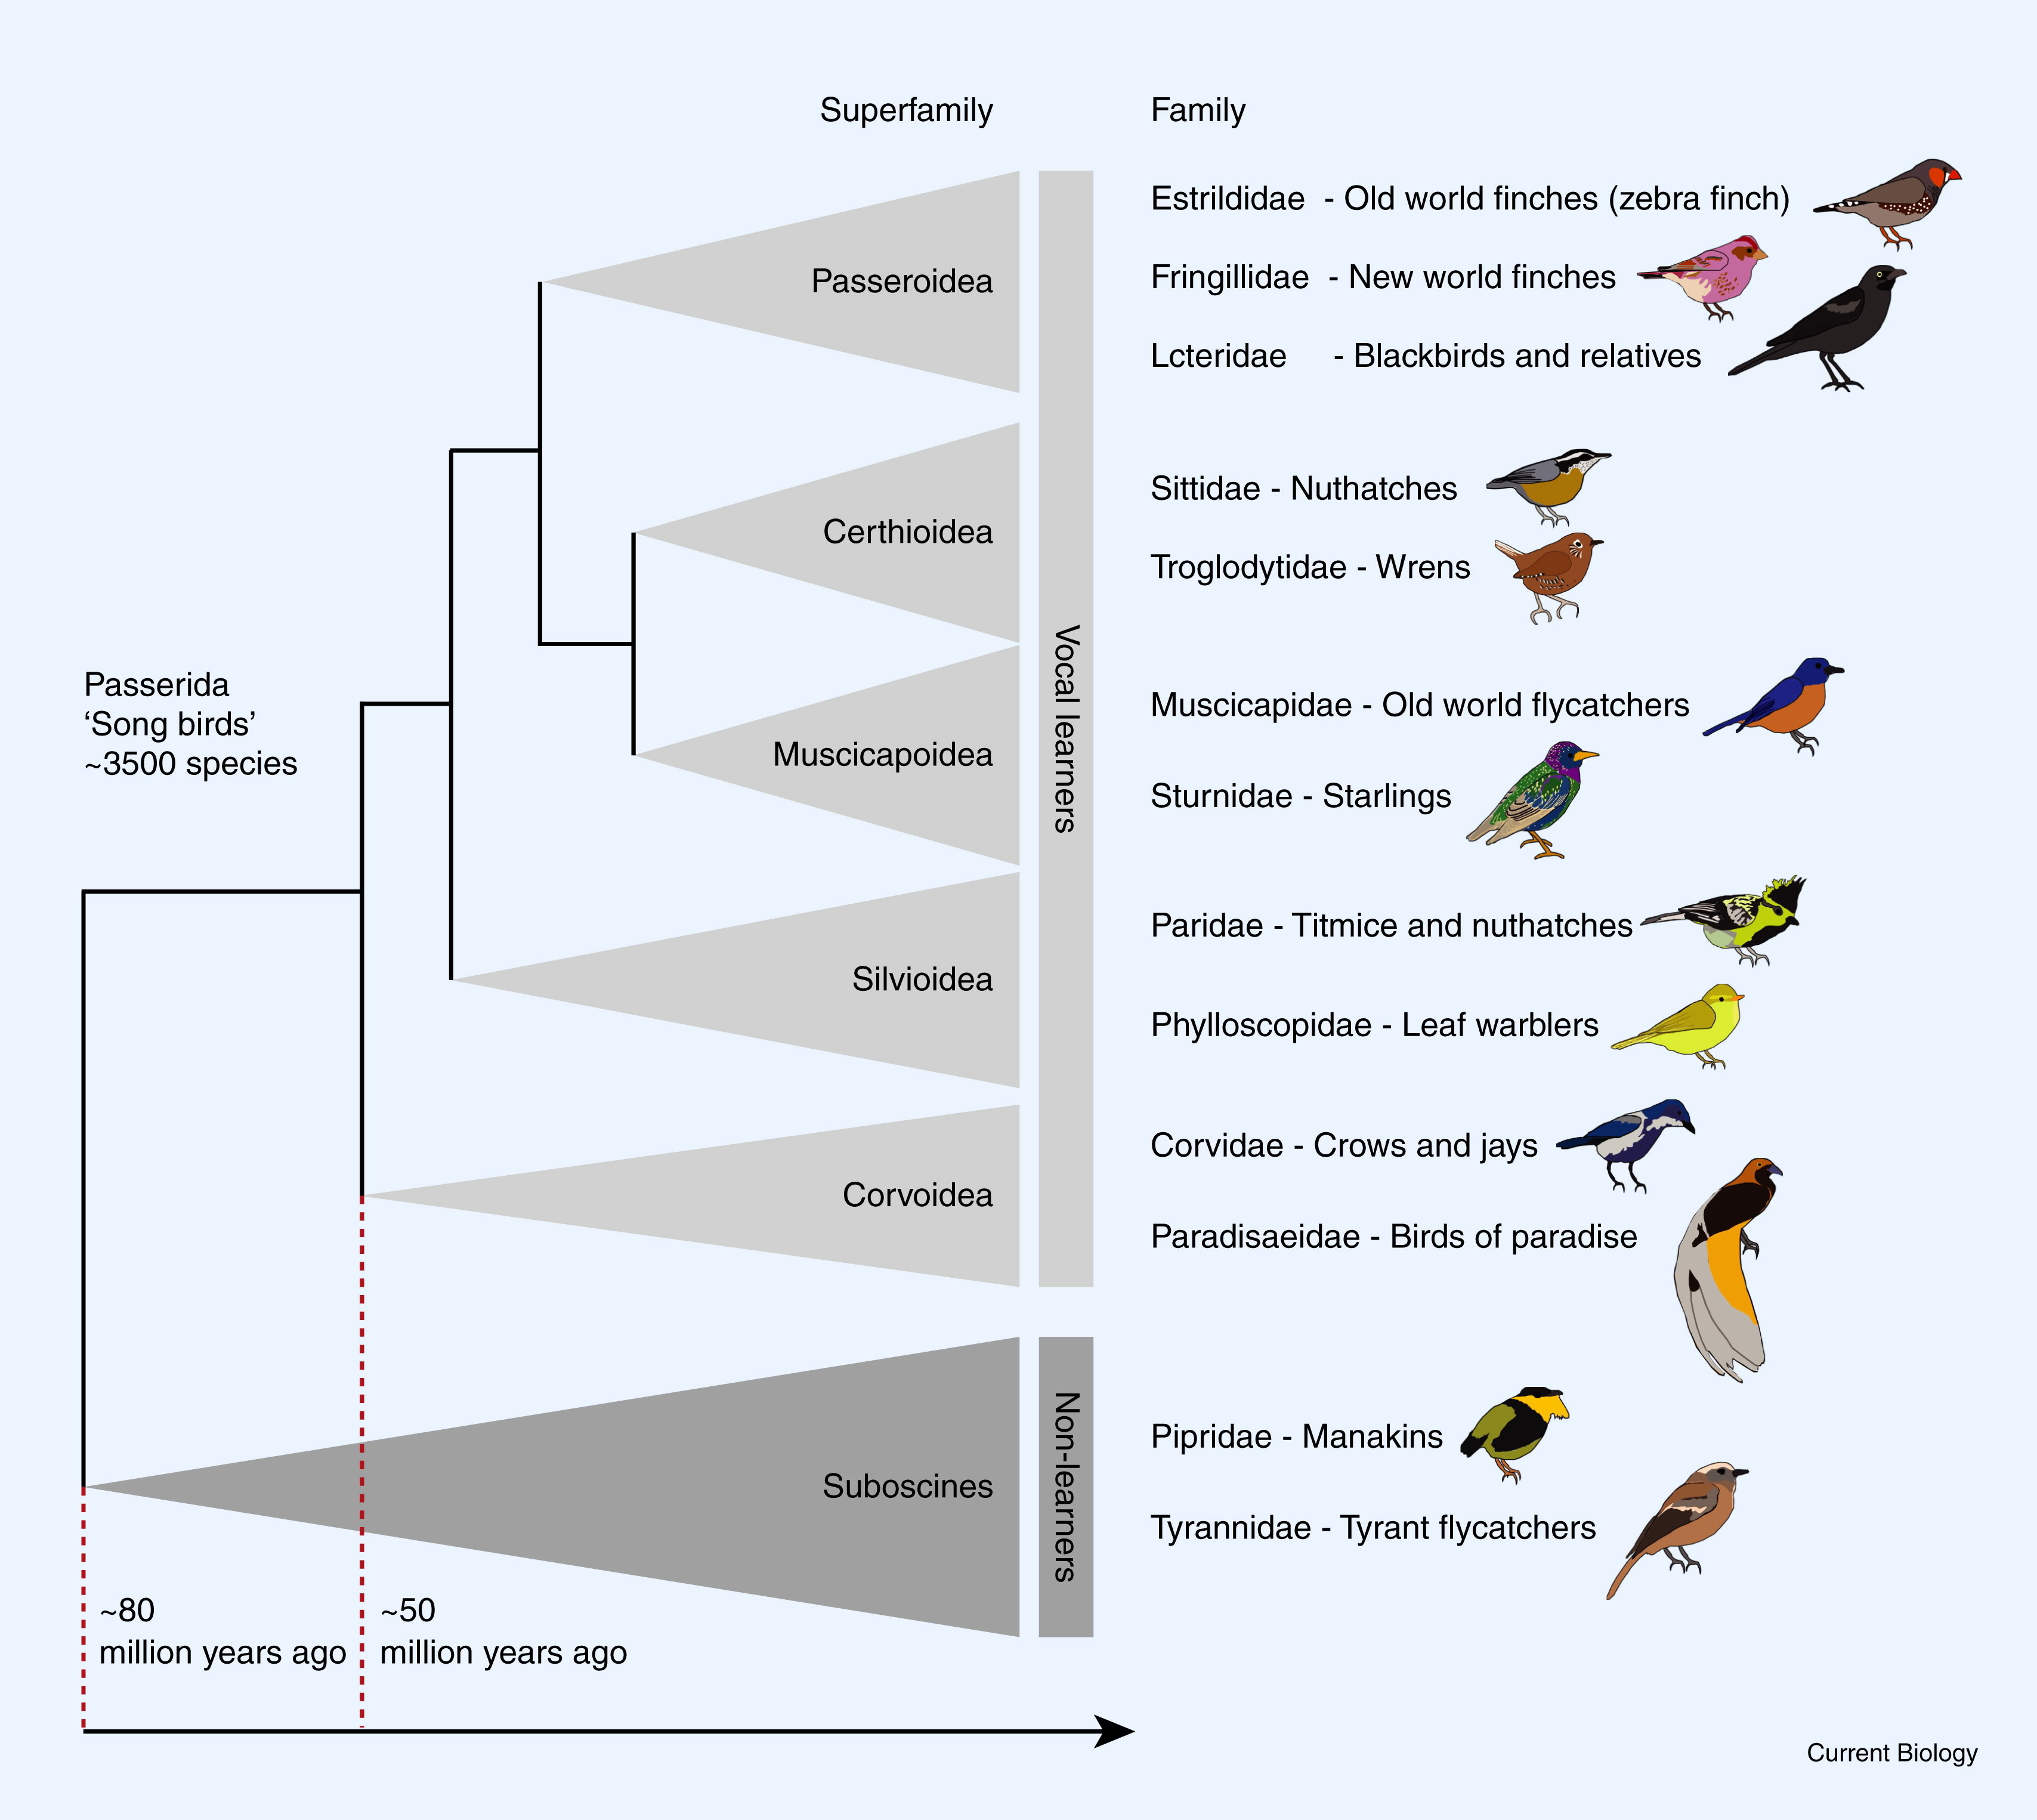 Superfamily
Family
Estrildidae - Old world finches (zebra finch)
Fringillidae - New world finches
Passeroidea
Lcteridae - Blackbirds and relatives
Sittidae - Nuthatches
Certhioidea
Troglodytidae - Wrens
Vocal learners
Passerida
‘Song birds’
~3500 species
Muscicapidae - Old world flycatchers
Muscicapoidea
Sturnidae - Starlings
Paridae - Titmice and nuthatches
Silvioidea
Phylloscopidae - Leaf warblers
Corvidae - Crows and jays
Corvoidea
Paradisaeidae - Birds of paradise
Non-learners
Pipridae - Manakins
Suboscines
Tyrannidae - Tyrant flycatchers
~80
million years ago
~50
million years ago
Current Biology